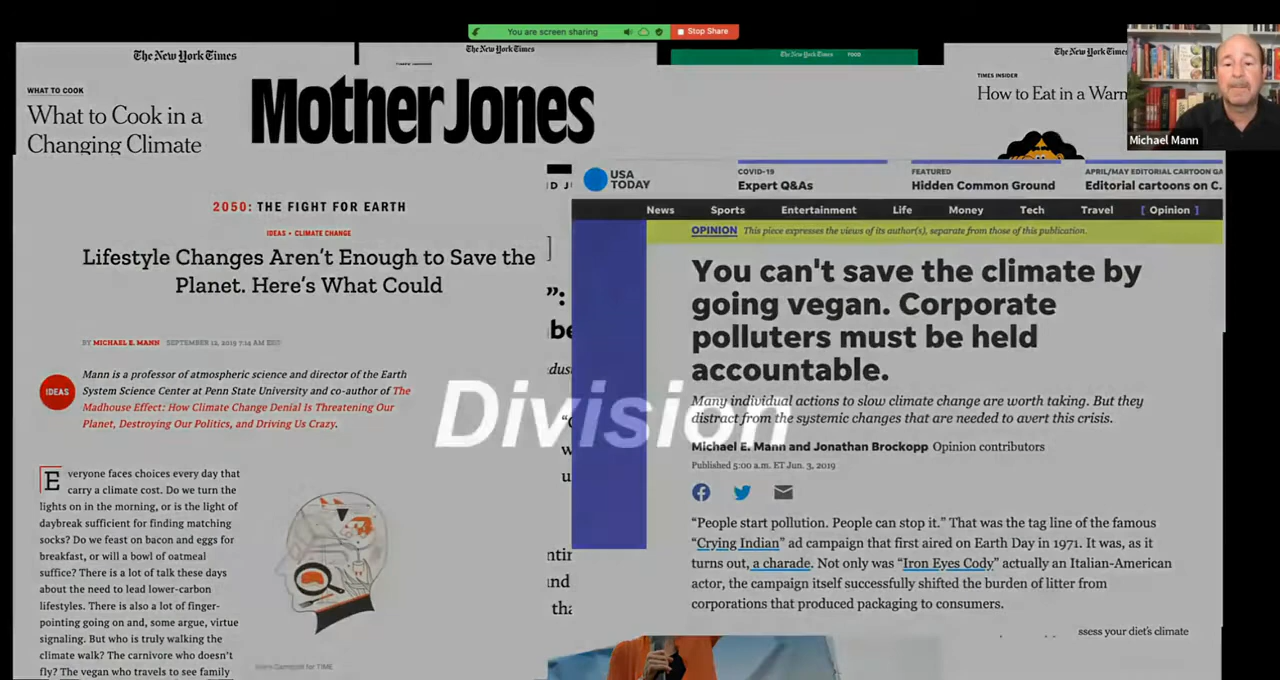 You are screen sharing
Stop Share
The New York Times
The New York Times
The New York Times FOOD
The New York Times
WHAT TO COOK
What to Cook in a
Changing Climate
Mother Jones
TIMES INSIDER
How to Eat in a Warm
Michael Mann
2050: THE FIGHT FOR EARTH
IDEAS • CLIMATE CHANGE
Lifestyle Changes Aren't Enough to Save the
Planet. Here's What Could
BY MICHAEL E. MANN SEPTEMBER 12, 2019 7:14 AM EDT
IDEAS
Mann is a professor of atmospheric science and director of the Earth
System Science Center at Penn State University and co-author of The
Madhouse Effect: How Climate Change Denial Is Threatening Our
Planet, Destroying Our Politics, and Driving Us Crazy.
Everyone faces choices every day that
carry a climate cost. Do we turn the
lights on in the morning, or is the light of
daybreak sufficient for finding matching
socks? Do we feast on bacon and eggs for
breakfast, or will a bowl of oatmeal
suffice? There is a lot of talk these days
about the need to lead lower-carbon
lifestyles. There is also a lot of finger-
pointing going on and, some argue, virtue
signaling. But who is truly walking the
climate walk? The carnivore who doesn't
fly? The vegan who travels to see family
for TIME
Division
USA
TODAY
COVID-19
Expert Q&As
FEATURED
Hidden Common Ground
APRIL/MAY EDITORIAL CARTOON GA
Editorial cartoons on C.
News Sports Entertainment Life Money Tech Travel [ Opinion ]
OPINION This piece expresses the views of its author(s), separate from those of this publication.
You can't save the climate by
going vegan. Corporate
polluters must be held
accountable.
Many individual actions to slow climate change are worth taking. But they
distract from the systemic changes that are needed to avert this crisis.
Michael E. Mann and Jonathan Brockopp Opinion contributors
Published 5:00 a.m. ET Jun. 3, 2019
"People start pollution. People can stop it." That was the tag line of the famous
"Crying Indian" ad campaign that first aired on Earth Day in 1971. It was, as it
turns out, a charade. Not only was "Iron Eyes Cody" actually an Italian-American
actor, the campaign itself successfully shifted the burden of litter from
corporations that produced packaging to consumers.
ssess your diet's climate